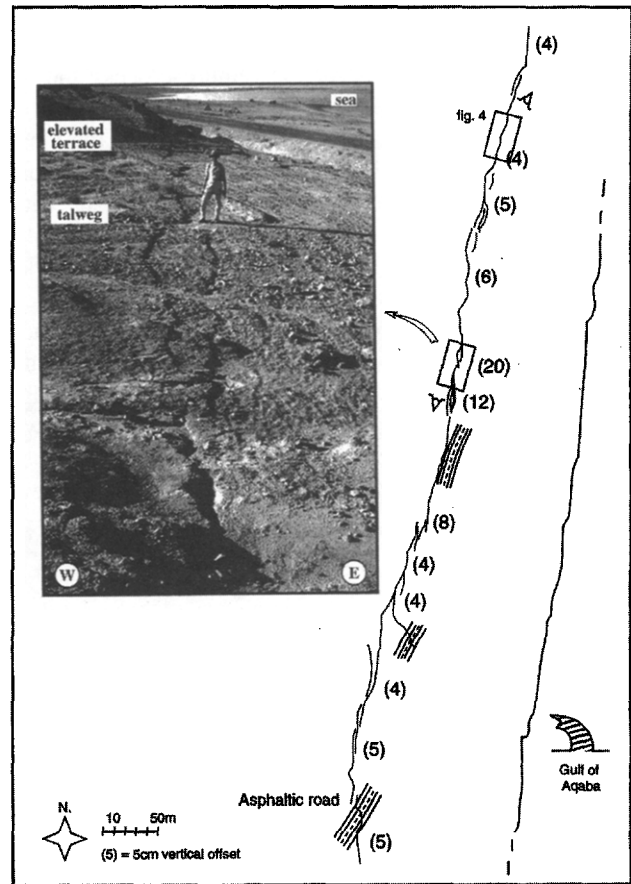 (4)
sea
elevated
terrace
fig. 4
(4)
talweg
(5)
(6)
(20)
(12)
(8)
(4)
W
E
(4)
(4)
(5)
Gulf of
Aqaba
Asphaltic road
N.
10 50m
(5)
(5) = 5cm vertical offset